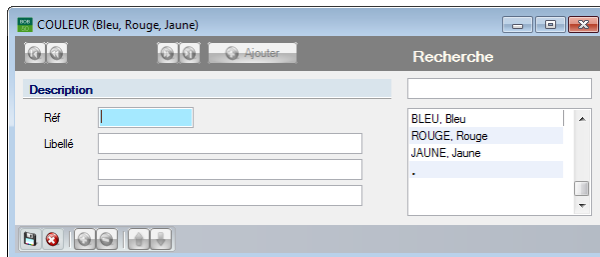 COULEUR (Bleu, Rouge, Jaune)
Ajouter
Recherche
Description
Réf
Libellé
BLEU, Bleu
ROUGE, Rouge
JAUNE, Jaune
.